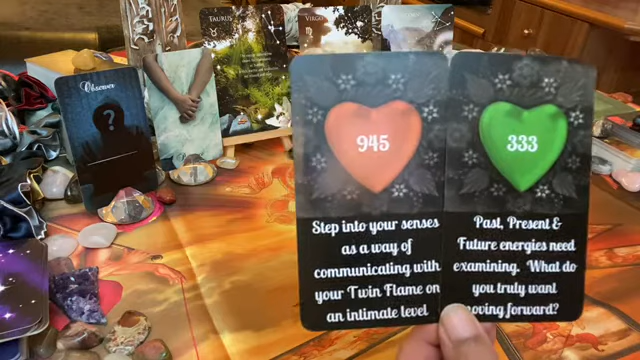 Observer
?
TAURUS
♉
VIRGO
♍
945
Step into your senses
as a way of
communicating with
your Twin Flame on
an intimate level
333
Past, Present &
Future energies need
examining. What do
you truly want
moving forward?